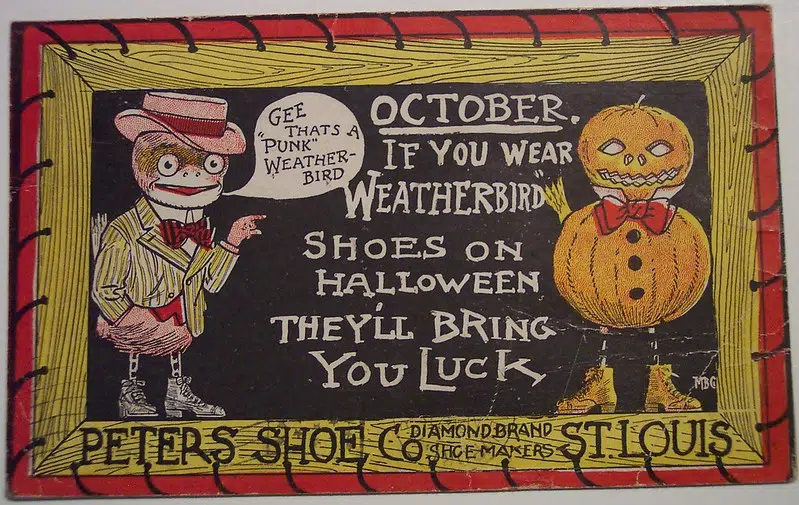 GEE
THATS A
"PUNK"
WEATHER-
BIRD
OCTOBER.
IF YOU WEAR
WEATHERBIRD"
SHOES ON
HALLOWEEN
THEY'LL BRING
YOU LUCK
MBG
PETERS SHOE CO DIAMOND BRAND SHOE-MAKERS ST. LOUIS